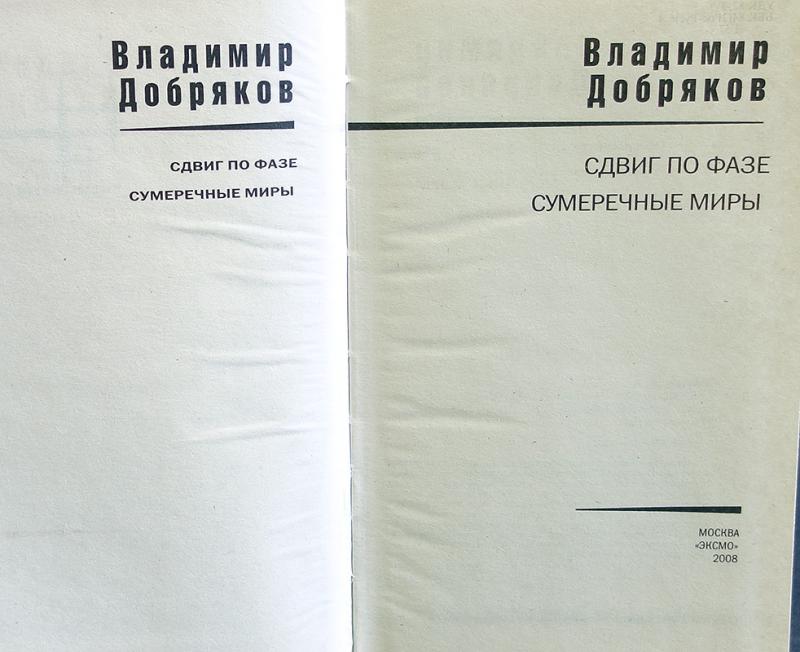 Владимир
Добряков
СДВИГ ПО ФАЗЕ
СУМЕРЕЧНЫЕ МИРЫ
Владимир
Добряков
СДВИГ ПО ФАЗЕ
СУМЕРЕЧНЫЕ МИРЫ
МОСКВА
«ЭКСМО»
2008